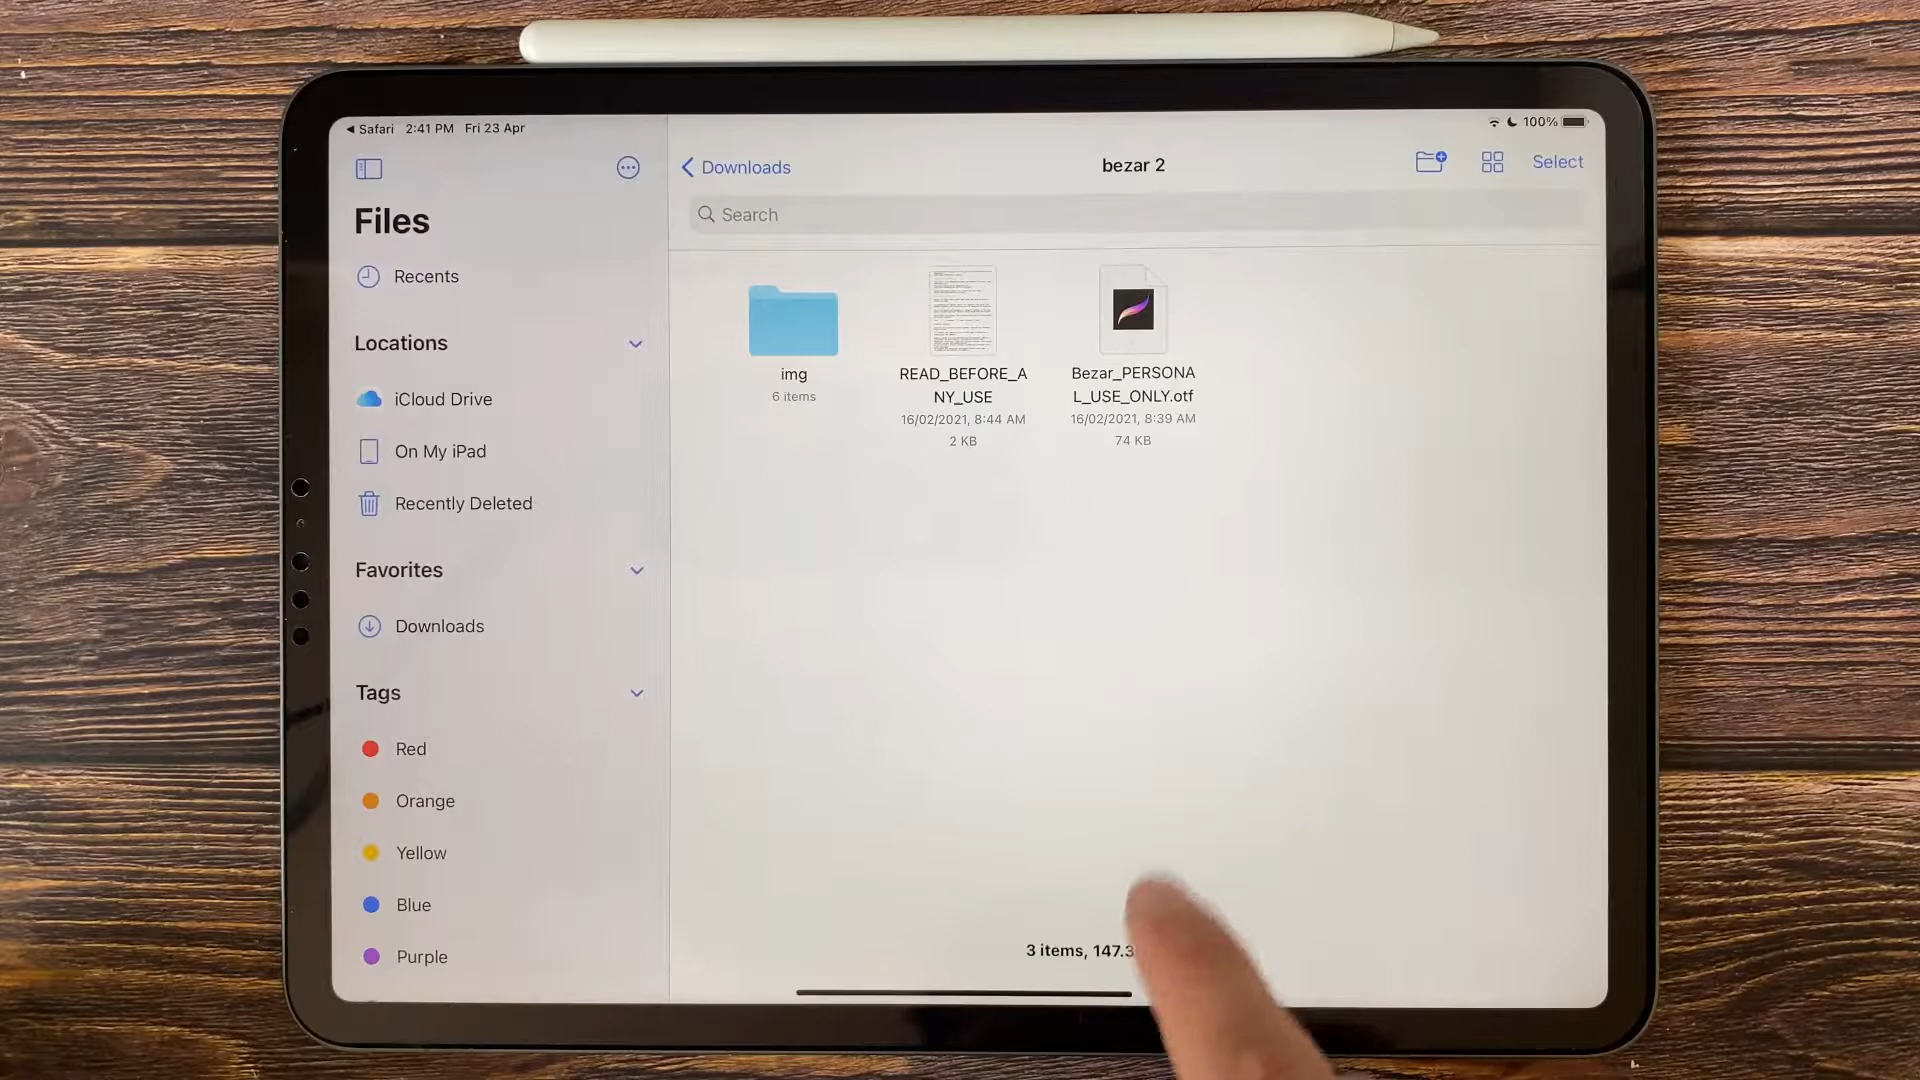 Safari 2:41 PM Fri 23 Apr
100%
Files
Recents
Locations
iCloud Drive
On My iPad
Recently Deleted
Favorites
Downloads
Tags
Red
Orange
Yellow
Blue
Purple
Downloads
bezar 2
Select
Search
img
6 items
READ_BEFORE_A
NY_USE
16/02/2021, 8:44 AM
2 KB
Bezar_PERSONA
L_USE_ONLY.otf
16/02/2021, 8:39 AM
74 KB
3 items, 147.3